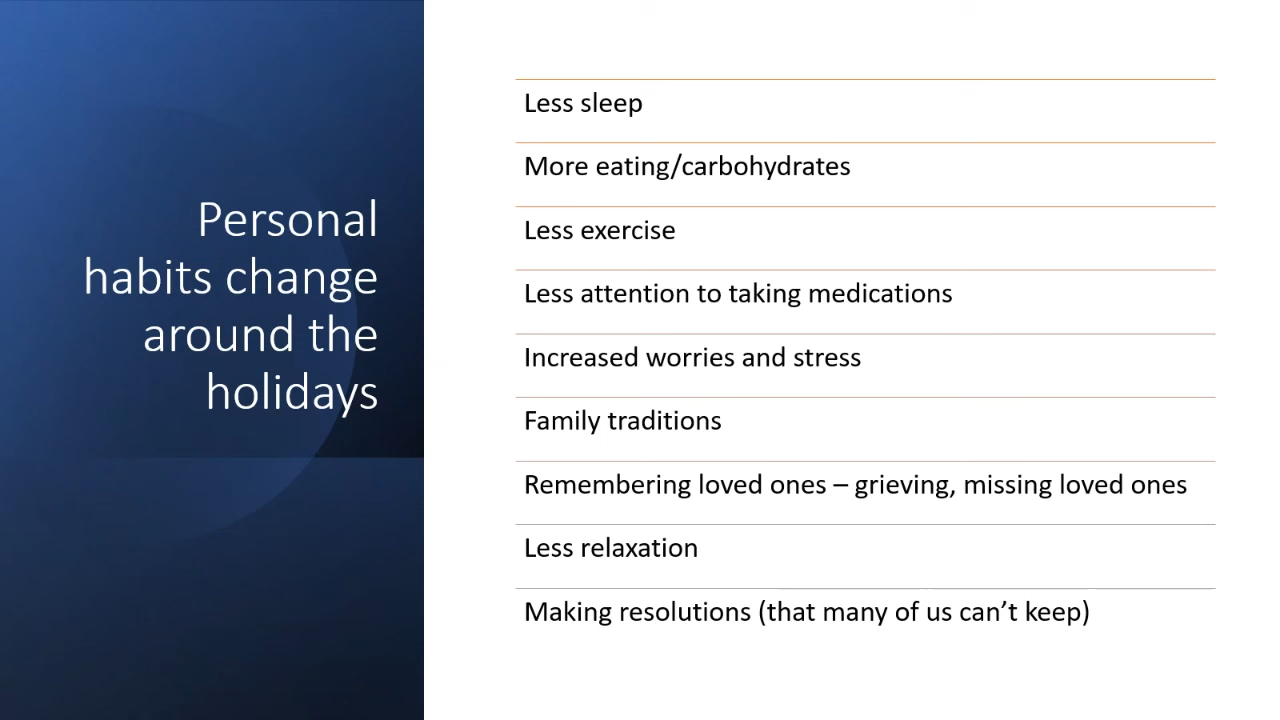 Personal
habits change
around the
holidays
Less sleep
More eating/carbohydrates
Less exercise
Less attention to taking medications
Increased worries and stress
Family traditions
Remembering loved ones – grieving, missing loved ones
Less relaxation
Making resolutions (that many of us can’t keep)